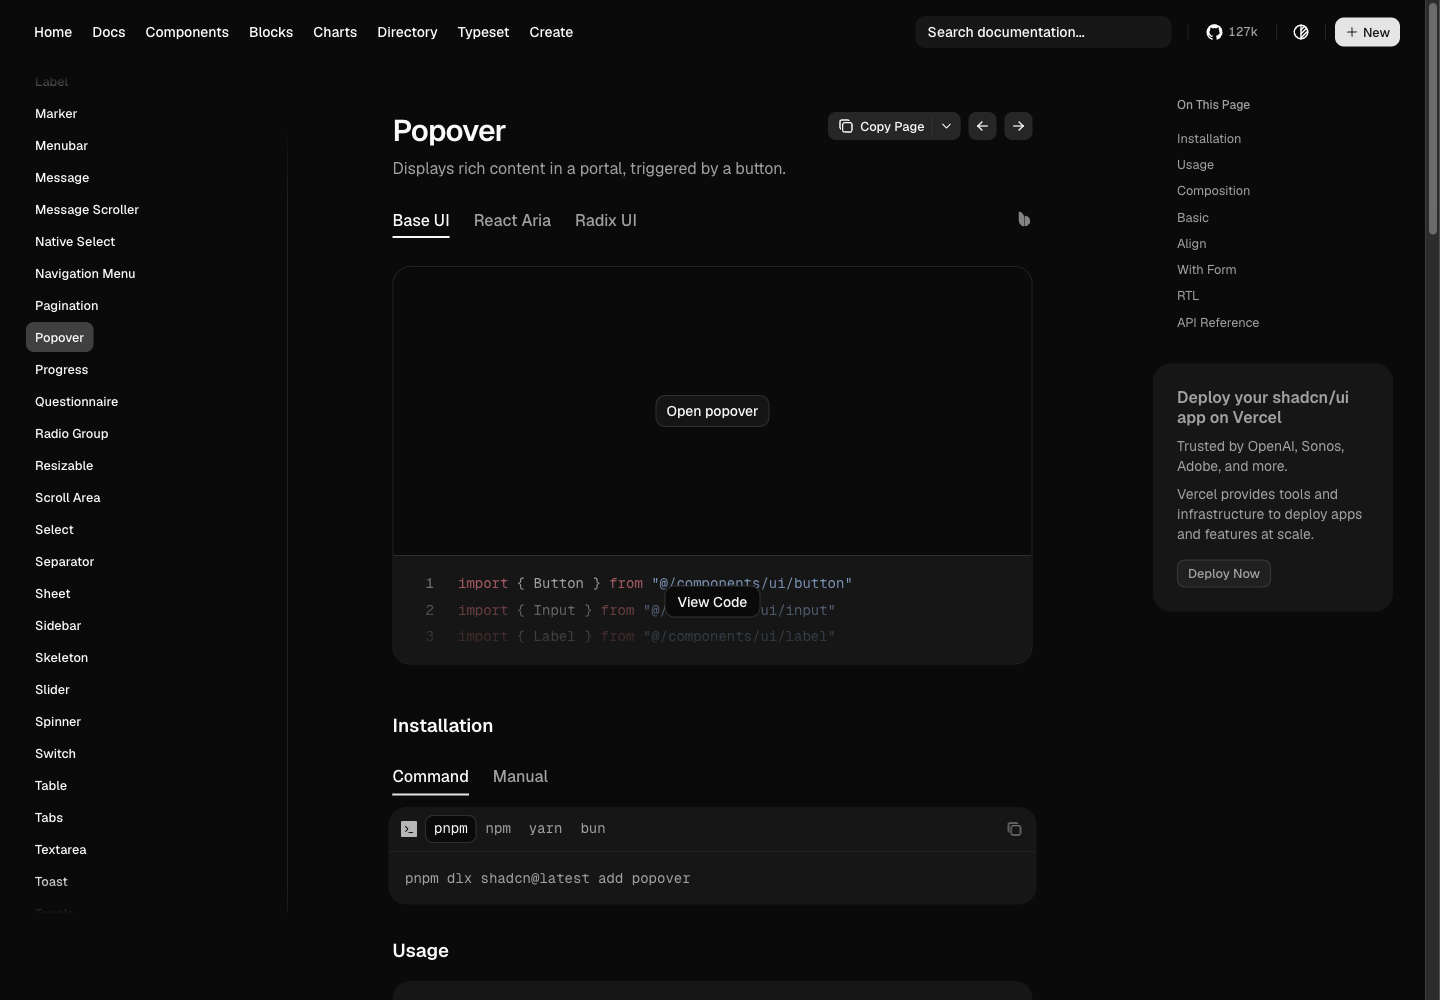 Home Docs Components Blocks Charts Directory Typeset Create
Search documentation...
127k
New
Label
Marker
Menubar
Message
Message Scroller
Native Select
Navigation Menu
Pagination
Popover
Progress
Questionnaire
Radio Group
Resizable
Scroll Area
Select
Separator
Sheet
Sidebar
Skeleton
Slider
Spinner
Switch
Table
Tabs
Textarea
Toast
Popover
Copy Page
Displays rich content in a portal, triggered by a button.
Base UI React Aria Radix UI
Open popover
1 import { Button } from "@/components/ui/button"
2 import { Input } from "@/ ui/input"
3 import { Label } from "@/components/ui/label"
View Code
Installation
Command Manual
pnpm npm yarn bun
pnpm dlx shadcn@latest add popover
Usage
On This Page
Installation
Usage
Composition
Basic
Align
With Form
RTL
API Reference
Deploy your shadcn/ui
app on Vercel
Trusted by OpenAI, Sonos,
Adobe, and more.
Vercel provides tools and
infrastructure to deploy apps
and features at scale.
Deploy Now